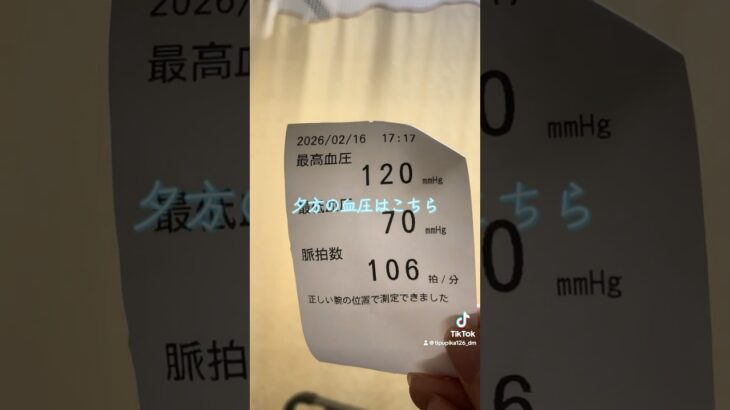 2026/02/16 17:17
最高血圧
120 mmHg
夕方の血圧はこちら
70 mmHg
脈拍数
106 拍/分
正しい腕の位置で測定できました
TikTok
@tipupika126_dm